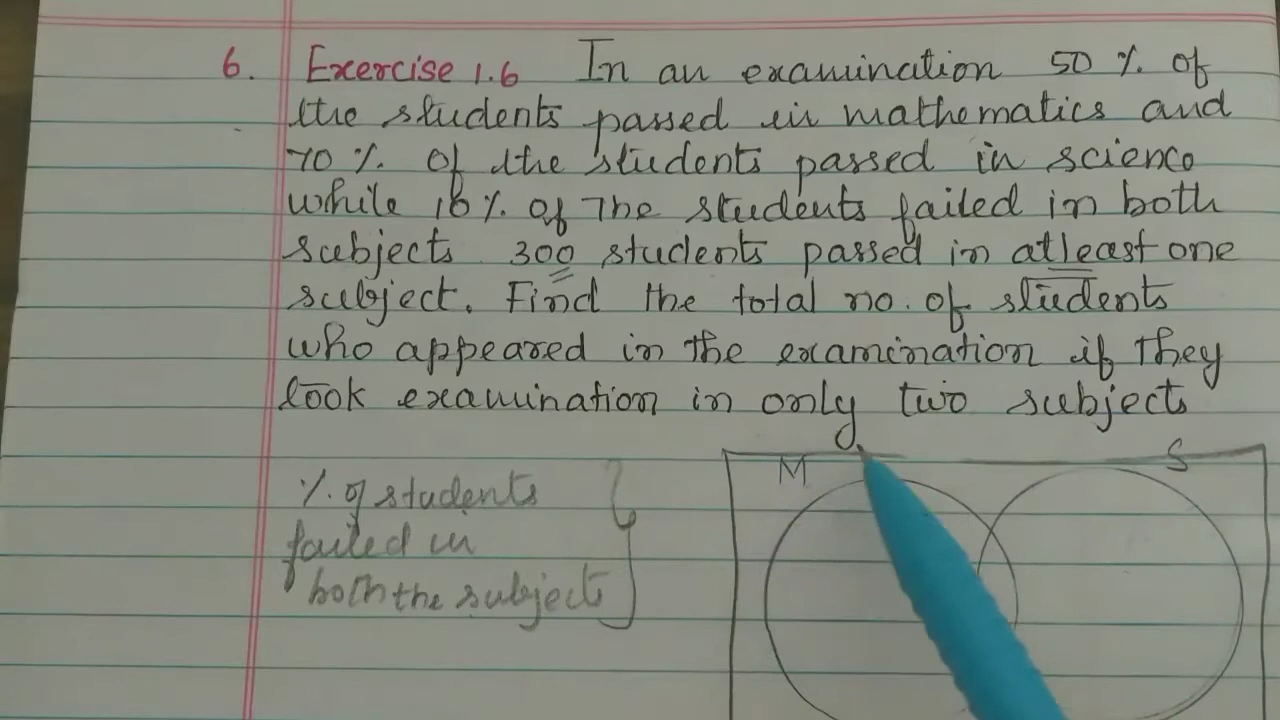 6. Exercise 1.6 In an examination 50 % of
the students passed in mathematics and
70 % of the students passed in science
while 10 % of the students failed in both
subjects 300 students passed in atleast one
subject. Find the total no. of students
who appeared in the examination if they
took examination in only two subjects
M S
% of students
failed in
both the subject